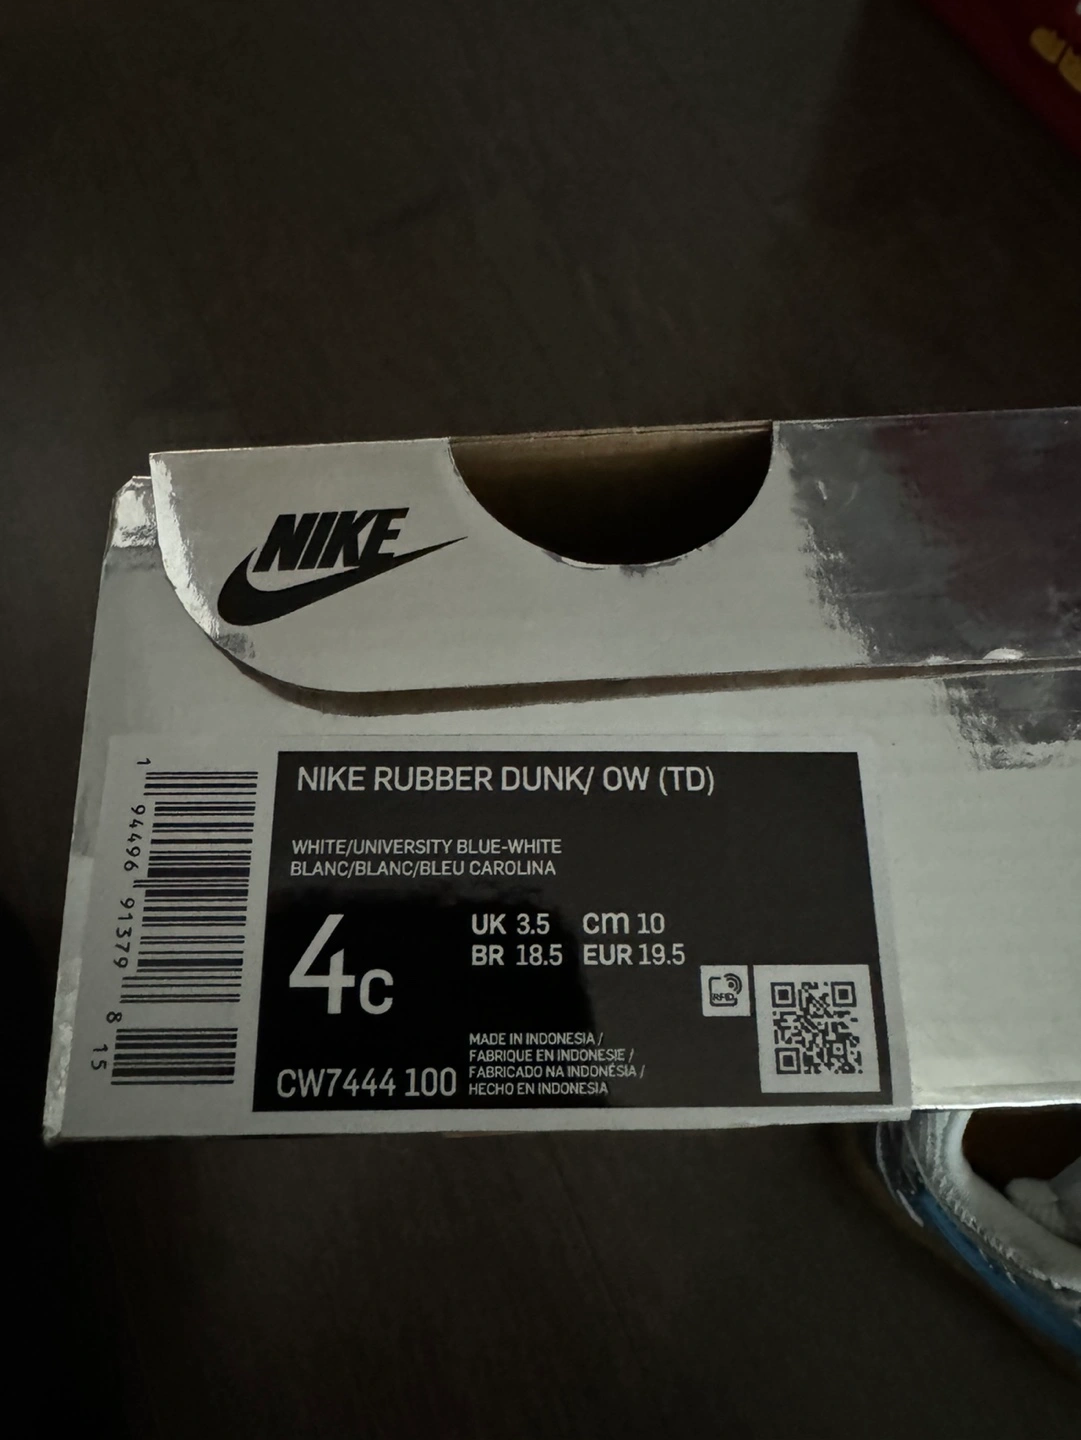 NIKE
NIKE RUBBER DUNK/ OW (TD)
WHITE/UNIVERSITY BLUE-WHITE
BLANC/BLANC/BLEU CAROLINA
4C
UK 3.5 cm 10
BR 18.5 EUR 19.5
RFID
MADE IN INDONESIA /
FABRIQUE EN INDONESIE /
FABRICADO NA INDONÉSIA /
HECHO EN INDONESIA
CW7444 100
1 94496 91379 8 15